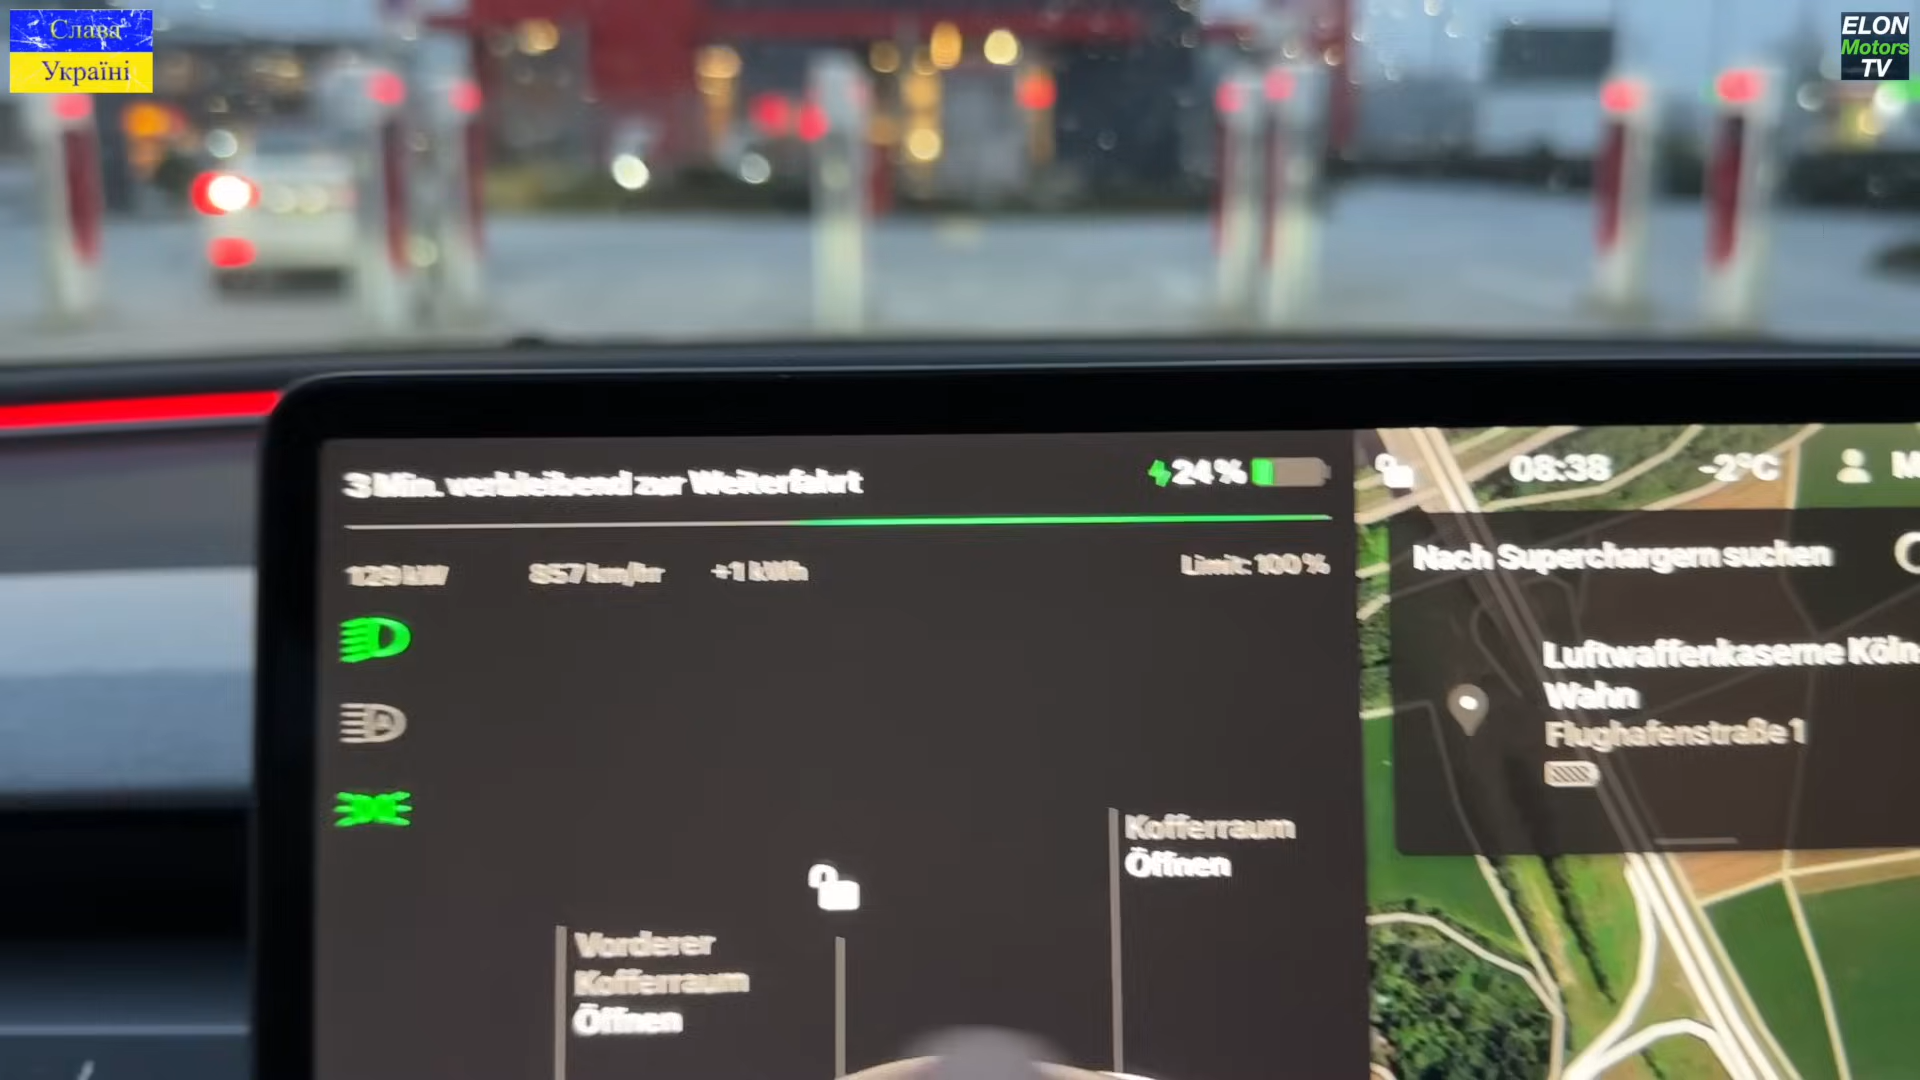 Слава
Україні
ELON
Motors
TV
3 Min. verbleibend zur Weiterfahrt
24 %
129 kW
857 km/hr
+1 kWh
Limit: 100 %
Kofferraum
Öffnen
Vorderer
Kofferraum
Öffnen
08:38
-2°C
Nach Superchargern suchen
Luftwaffenkaserne Köln-
Wahn
Flughafenstraße 1